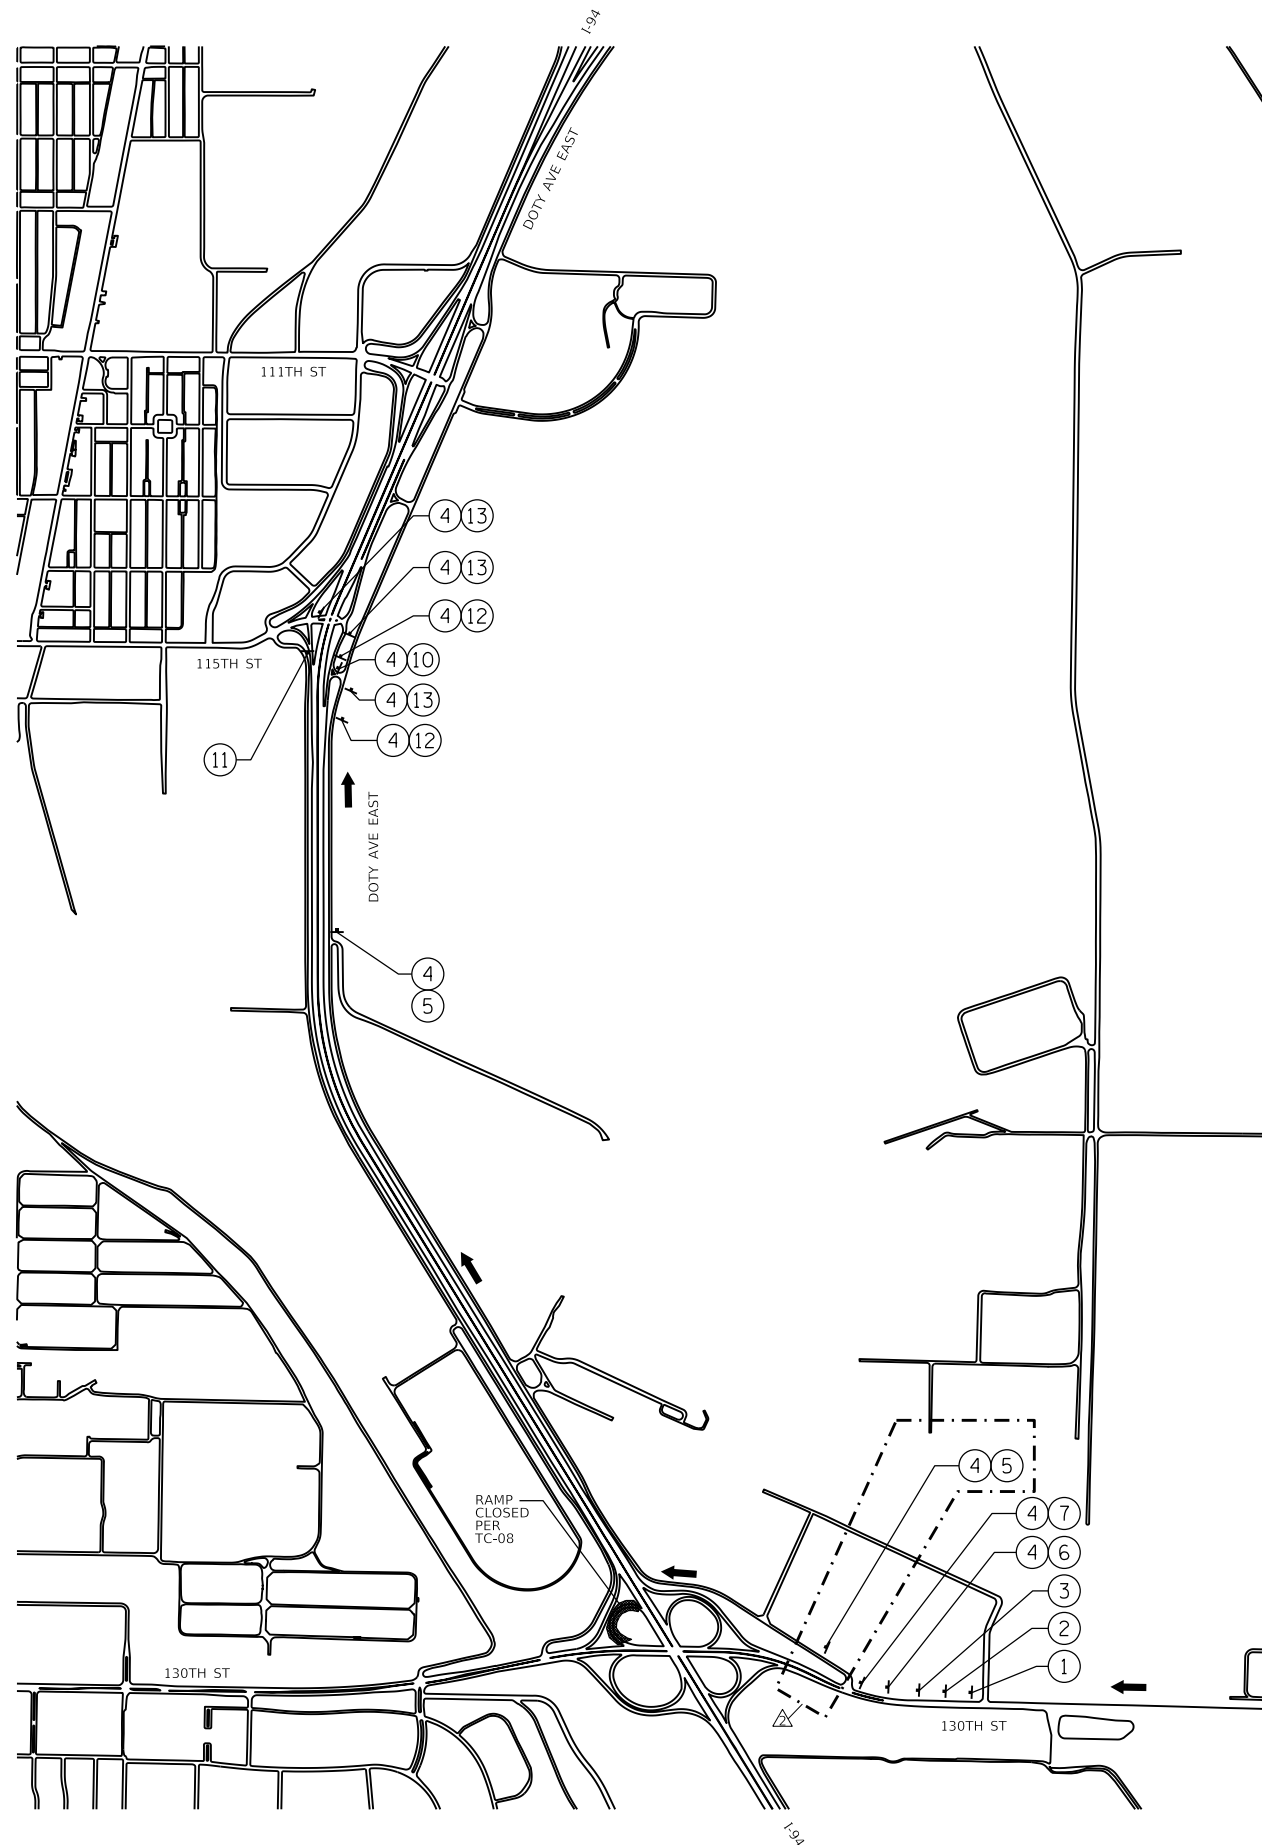 I-94
DOTY AVE EAST
111TH ST
4 13
4 13
4 12
115TH ST
4 10
4 13
4 12
11
DOTY AVE EAST
4
5
4 5
RAMP
CLOSED
PER
TC-08
4 7
4 6
3
2
1
130TH ST
2
130TH ST
I-94